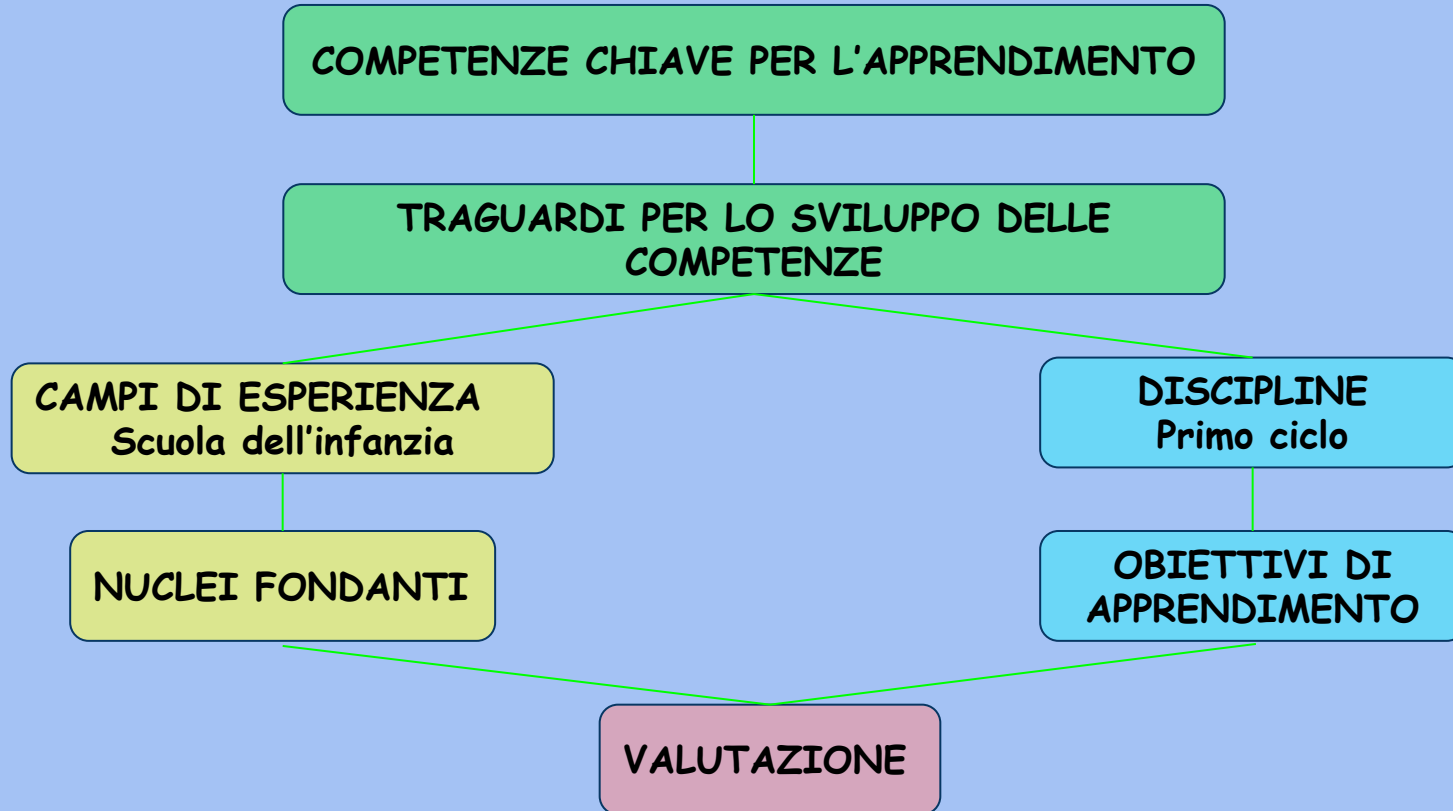 COMPETENZE CHIAVE PER L'APPRENDIMENTO
TRAGUARDI PER LO SVILUPPO DELLE
COMPETENZE
CAMPI DI ESPERIENZA
Scuola dell'infanzia
DISCIPLINE
Primo ciclo
NUCLEI FONDANTI
OBIETTIVI DI
APPRENDIMENTO
VALUTAZIONE